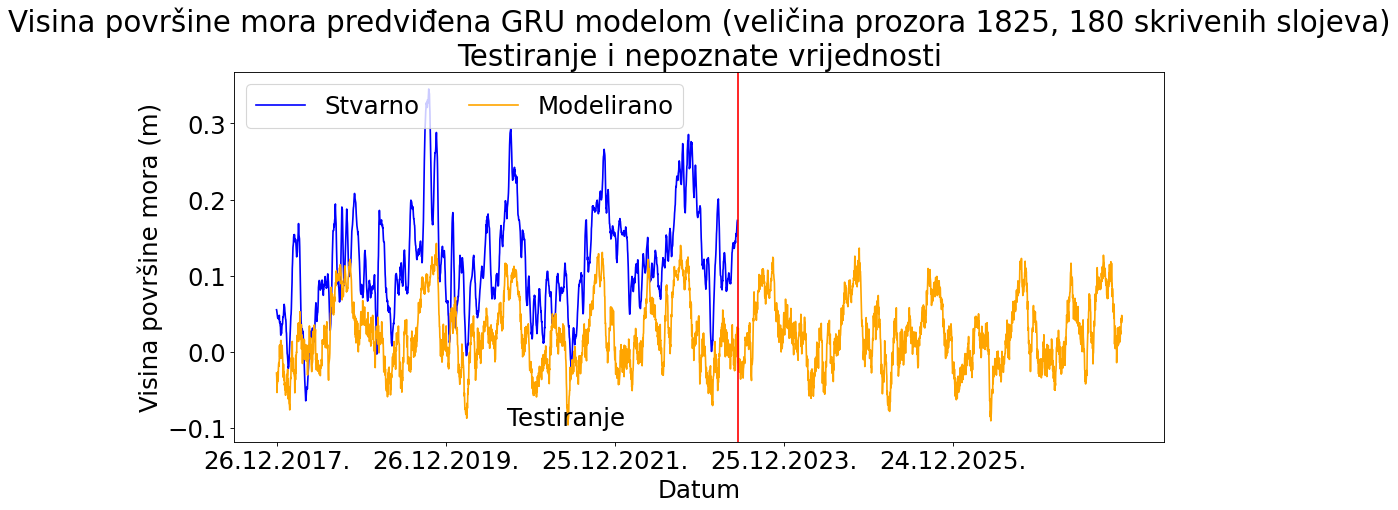 Visina površine mora predviđena GRU modelom (veličina prozora 1825, 180 skrivenih slojeva)
Testiranje i nepoznate vrijednosti
Stvarno
Modelirano
Visina površine mora (m)
0.3
0.2
0.1
0.0
−0.1
Testiranje
26.12.2017.
26.12.2019.
25.12.2021.
25.12.2023.
24.12.2025.
Datum